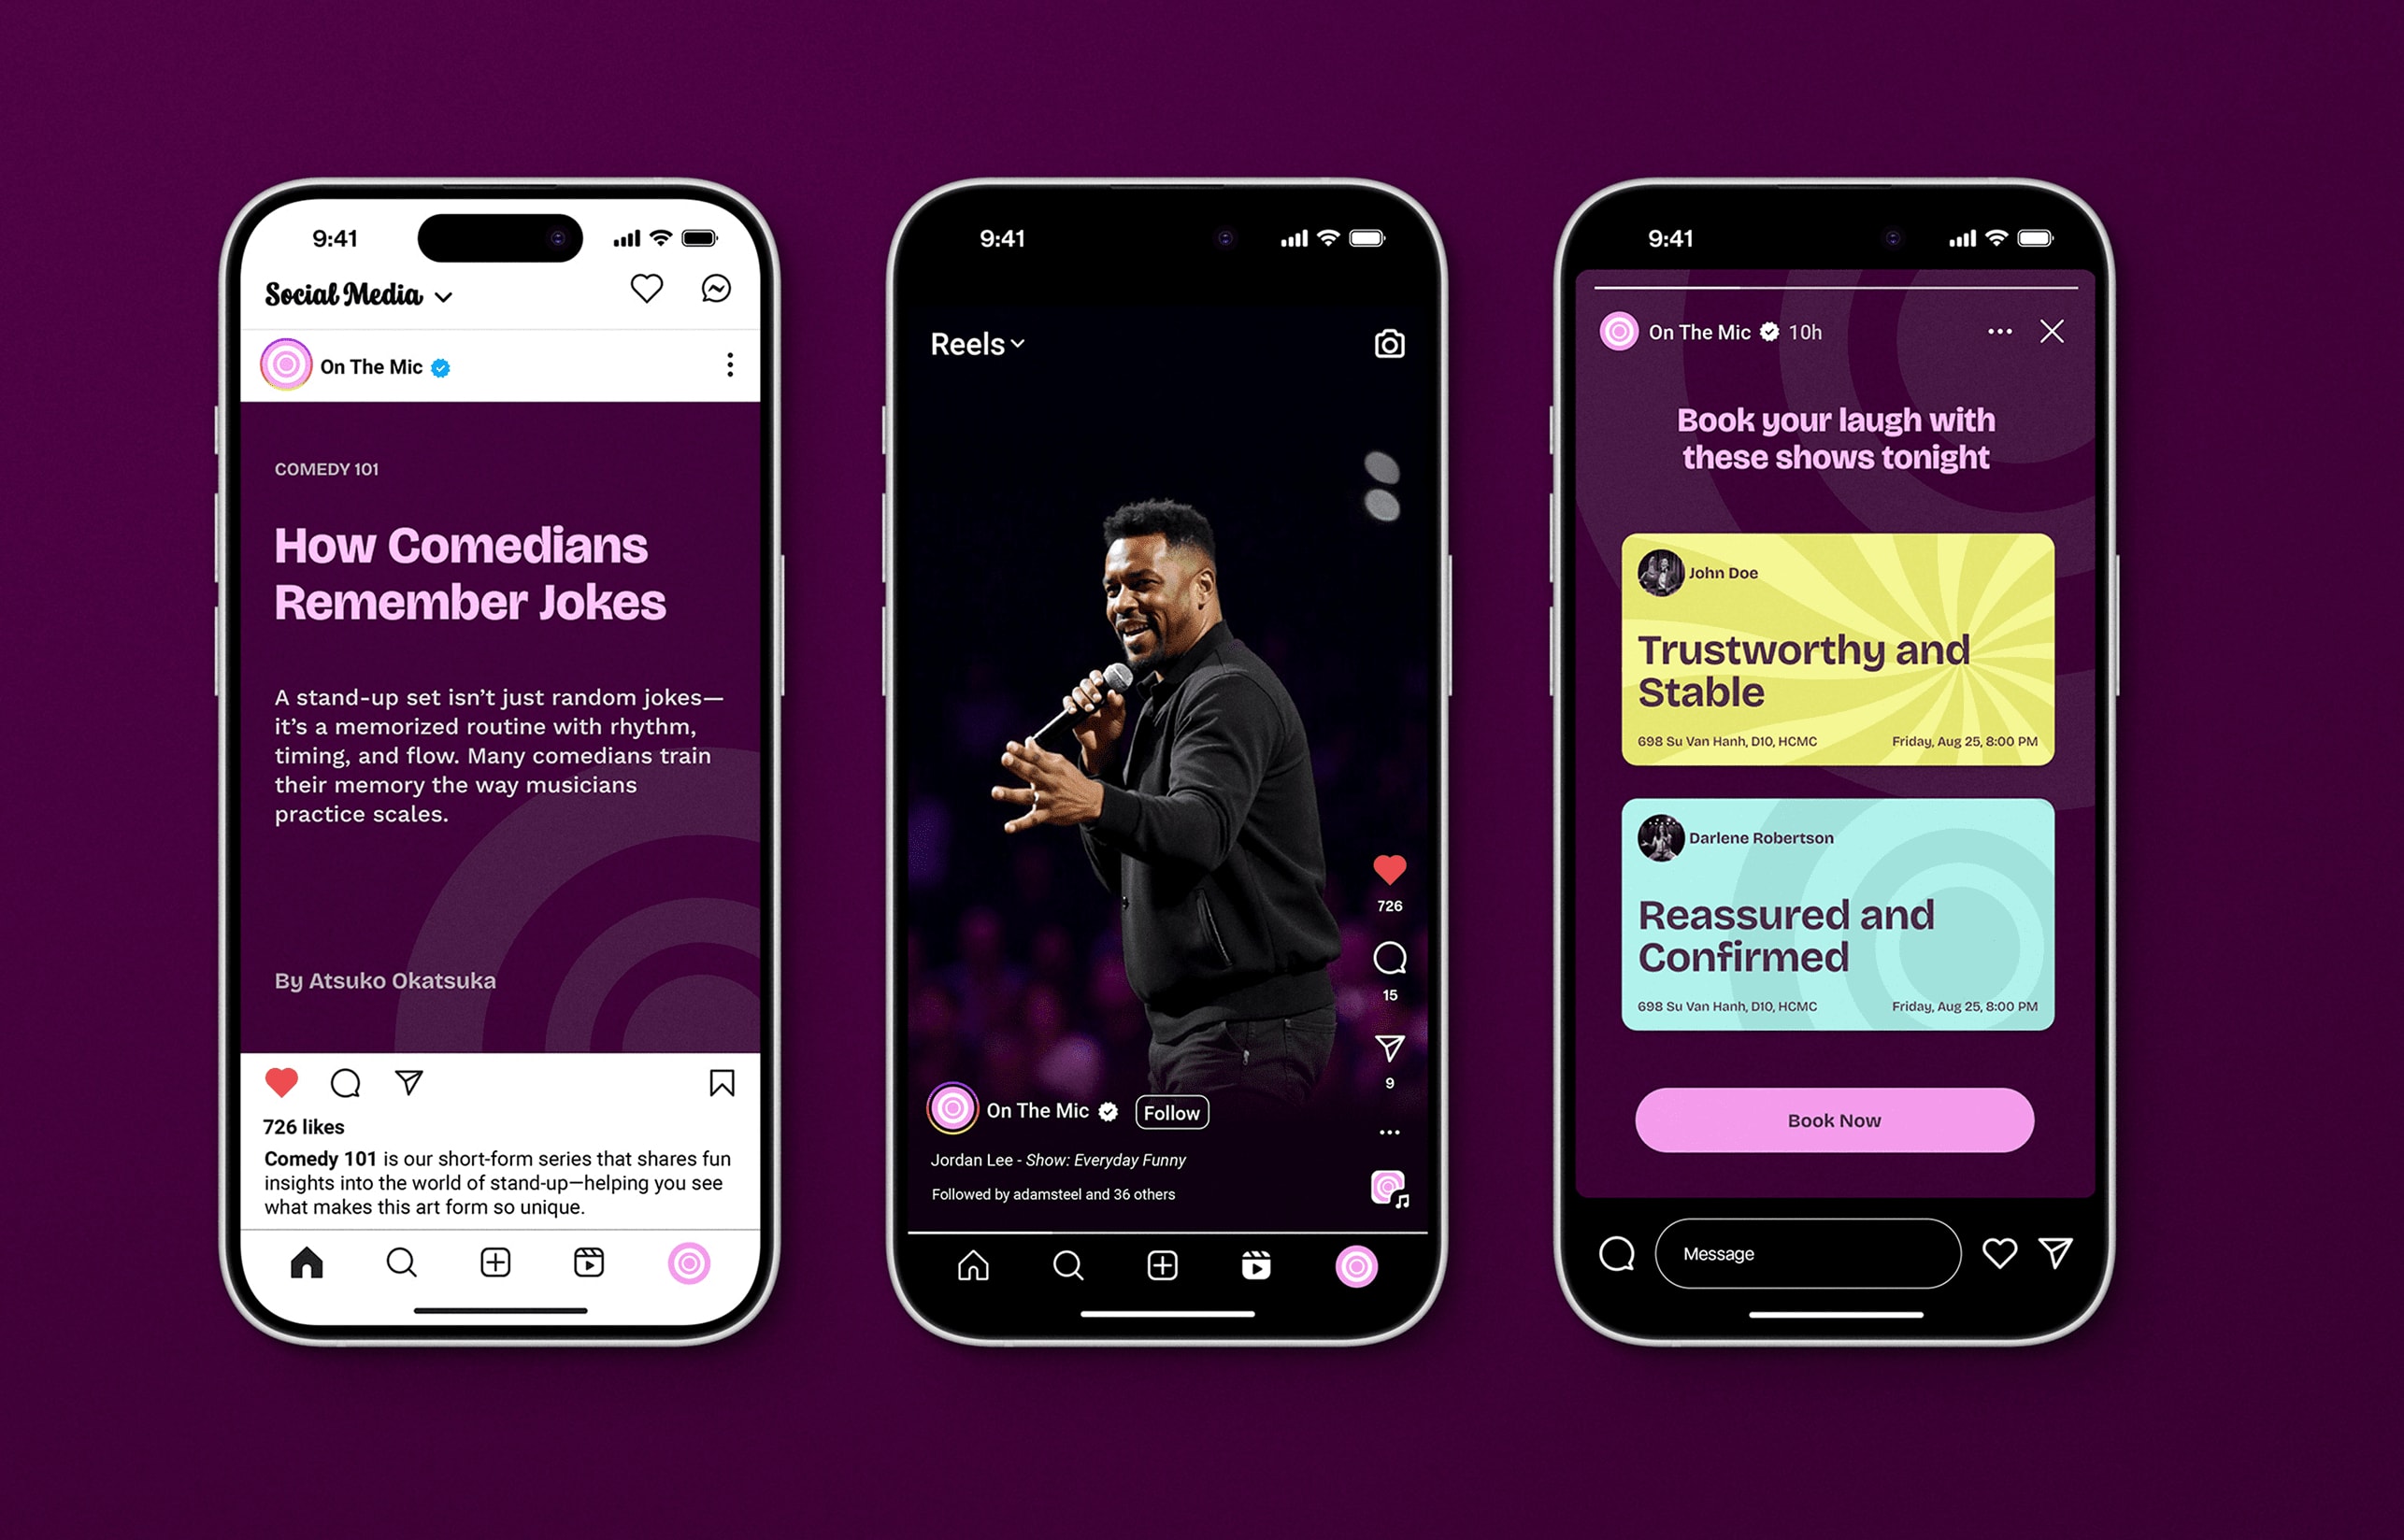 9:41
Social Media
On The Mic
COMEDY 101
How Comedians
Remember Jokes
A stand-up set isn’t just random jokes—
it’s a memorized routine with rhythm,
timing, and flow. Many comedians train
their memory the way musicians
practice scales.
By Atsuko Okatsuka
726 likes
Comedy 101 is our short-form series that shares fun
insights into the world of stand-up—helping you see
what makes this art form so unique.
9:41
Reels
726
15
9
On The Mic
Follow
Jordan Lee - Show: Everyday Funny
Followed by adamsteel and 36 others
9:41
On The Mic 10h
Book your laugh with
these shows tonight
John Doe
Trustworthy and
Stable
698 Su Van Hanh, D10, HCMC
Friday, Aug 25, 8:00 PM
Darlene Robertson
Reassured and
Confirmed
698 Su Van Hanh, D10, HCMC
Friday, Aug 25, 8:00 PM
Book Now
Message